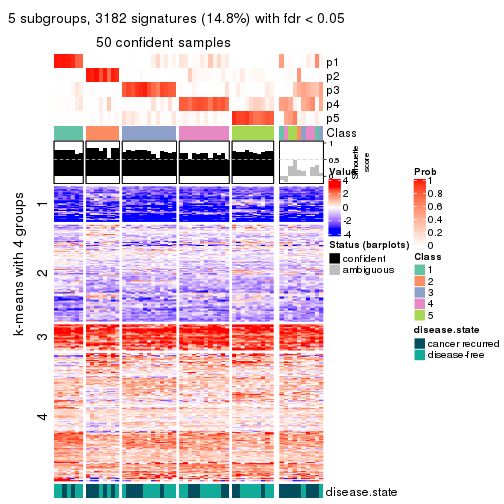 5 subgroups, 3182 signatures (14.8%) with fdr < 0.05
50 confident samples
p1
p2
p3
p4
p5
Class
1
0.5
0
Silhouette
score
k-means with 4 groups
1
2
3
4
disease.state
Value
4
2
0
-2
-4
Status (barplots)
confident
ambiguous
Prob
1
0.8
0.6
0.4
0.2
0
Class
1
2
3
4
5
disease.state
cancer recurred
disease-free